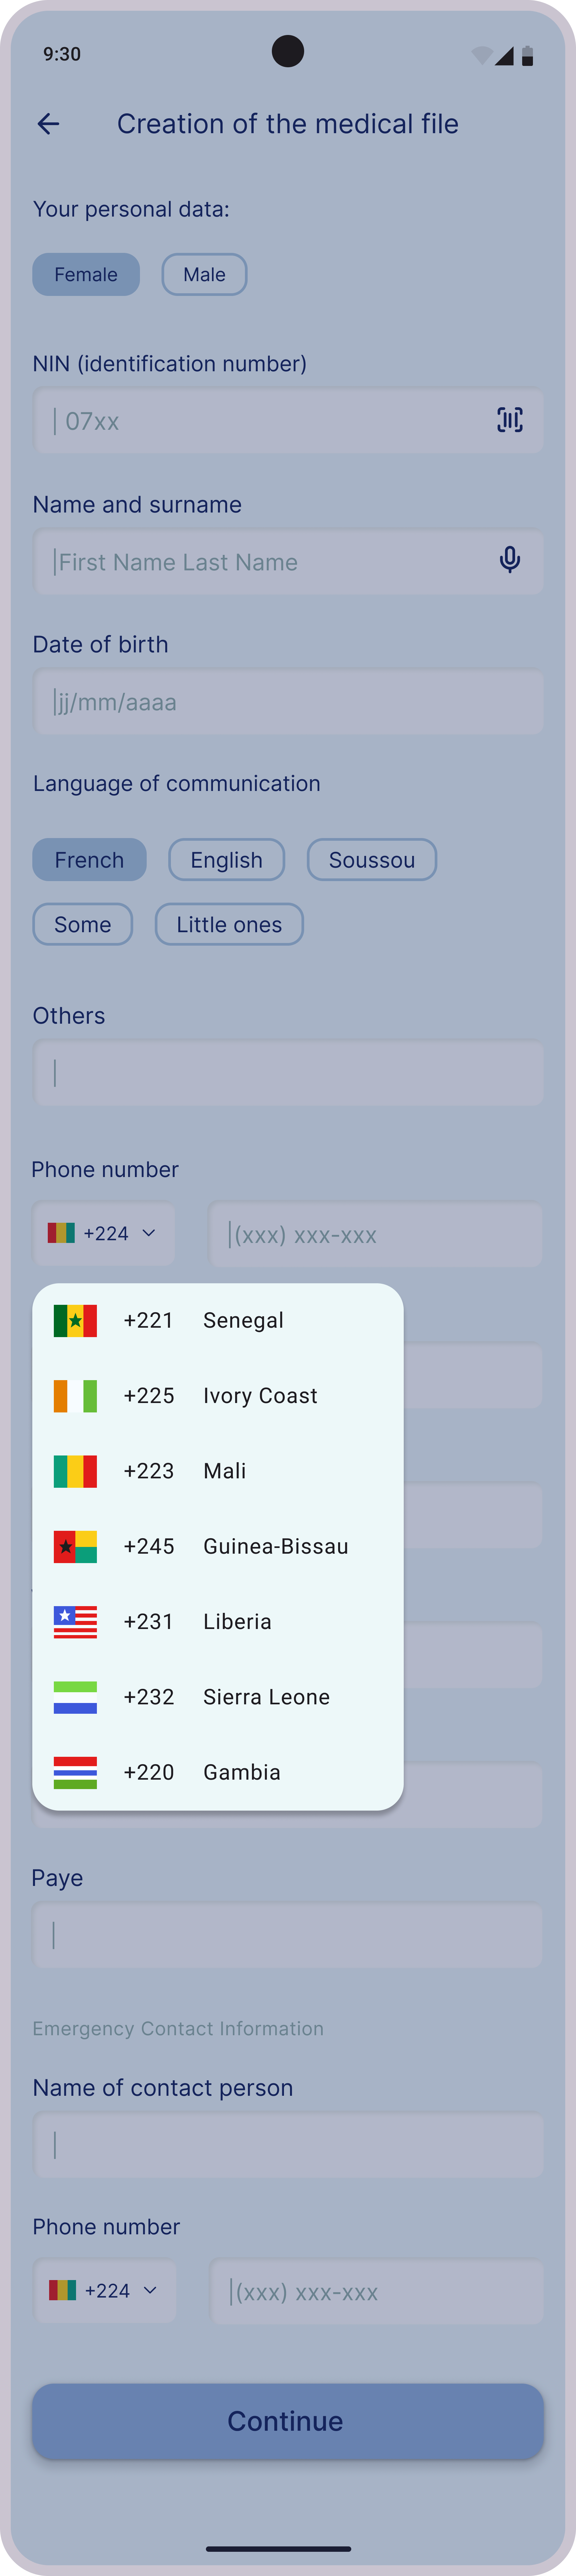 9:30
Creation of the medical file
Your personal data:
Female Male
NIN (identification number)
07xx
Name and surname
First Name Last Name
Date of birth
jj/mm/aaaa
Language of communication
French English Soussou
Some Little ones
Others
Phone number
+224 (xxx) xxx-xxx
+221 Senegal
+225 Ivory Coast
+223 Mali
+245 Guinea-Bissau
+231 Liberia
+232 Sierra Leone
+220 Gambia
Paye
Emergency Contact Information
Name of contact person
Phone number
+224 (xxx) xxx-xxx
Continue